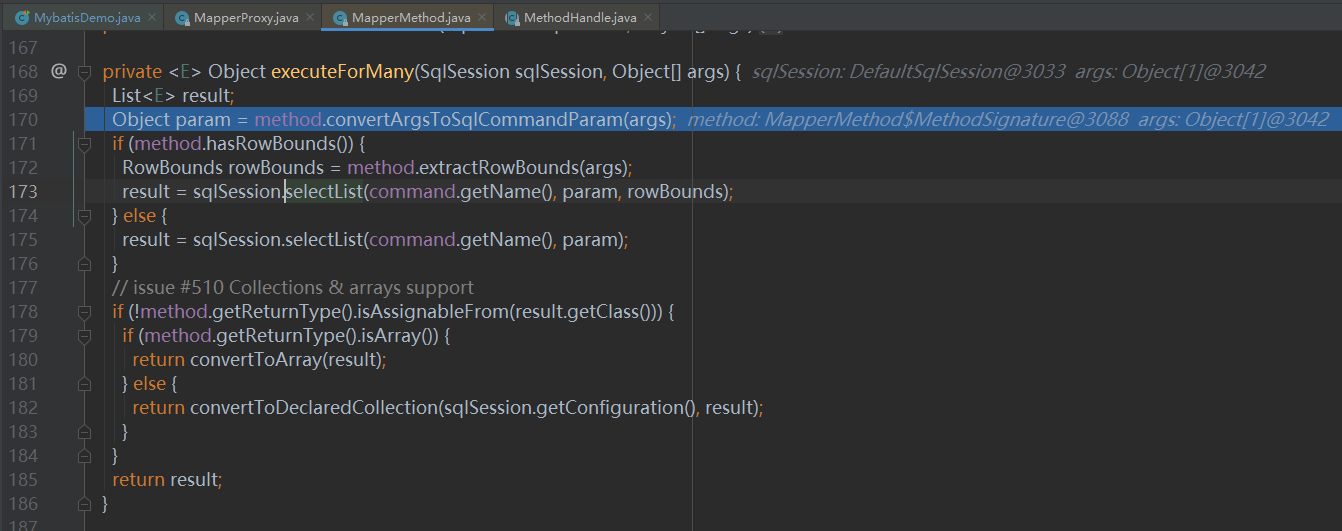 MybatisDemo.java × MapperProxy.java × MapperMethod.java × MethodHandle.java ×
167
168 @ private <E> Object executeForMany(SqlSession sqlSession, Object[] args) { sqlSession: DefaultSqlSession@3033 args: Object[1]@3042
169 List<E> result;
170 Object param = method.convertArgsToSqlCommandParam(args); method: MapperMethod$MethodSignature@3088 args: Object[1]@3042
171 if (method.hasRowBounds()) {
172 RowBounds rowBounds = method.extractRowBounds(args);
173 result = sqlSession.selectList(command.getName(), param, rowBounds);
174 } else {
175 result = sqlSession.selectList(command.getName(), param);
176 }
177 // issue #510 Collections & arrays support
178 if (!method.getReturnType().isAssignableFrom(result.getClass())) {
179 if (method.getReturnType().isArray()) {
180 return convertToArray(result);
181 } else {
182 return convertToDeclaredCollection(sqlSession.getConfiguration(), result);
183 }
184 }
185 return result;
186 }
187